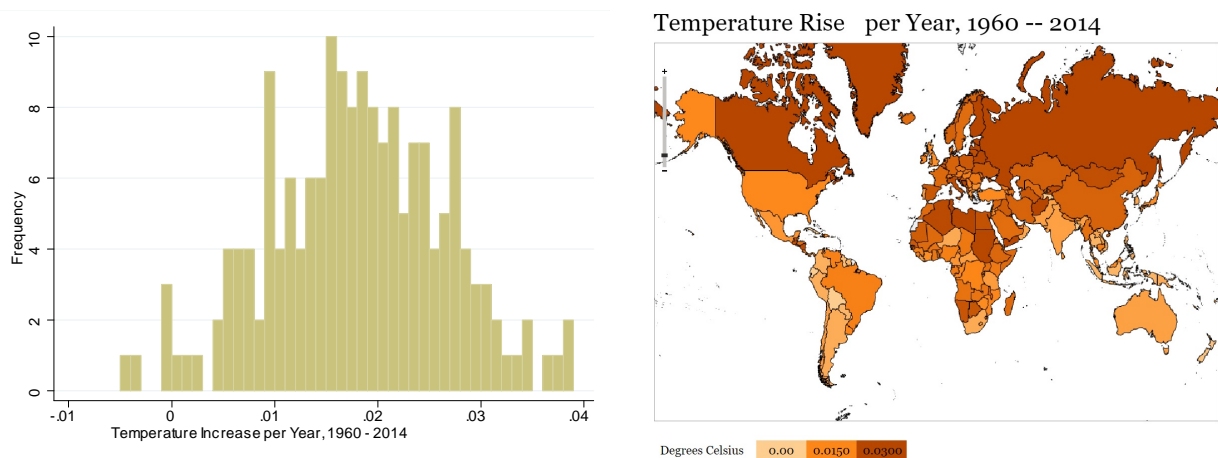 10
8
6
4
2
0
Frequency
-.01 0 .01 .02 .03 .04
Temperature Increase per Year, 1960 - 2014
Temperature Rise per Year, 1960 -- 2014
+
-
Degrees Celsius 0.00 0.0150 0.0300